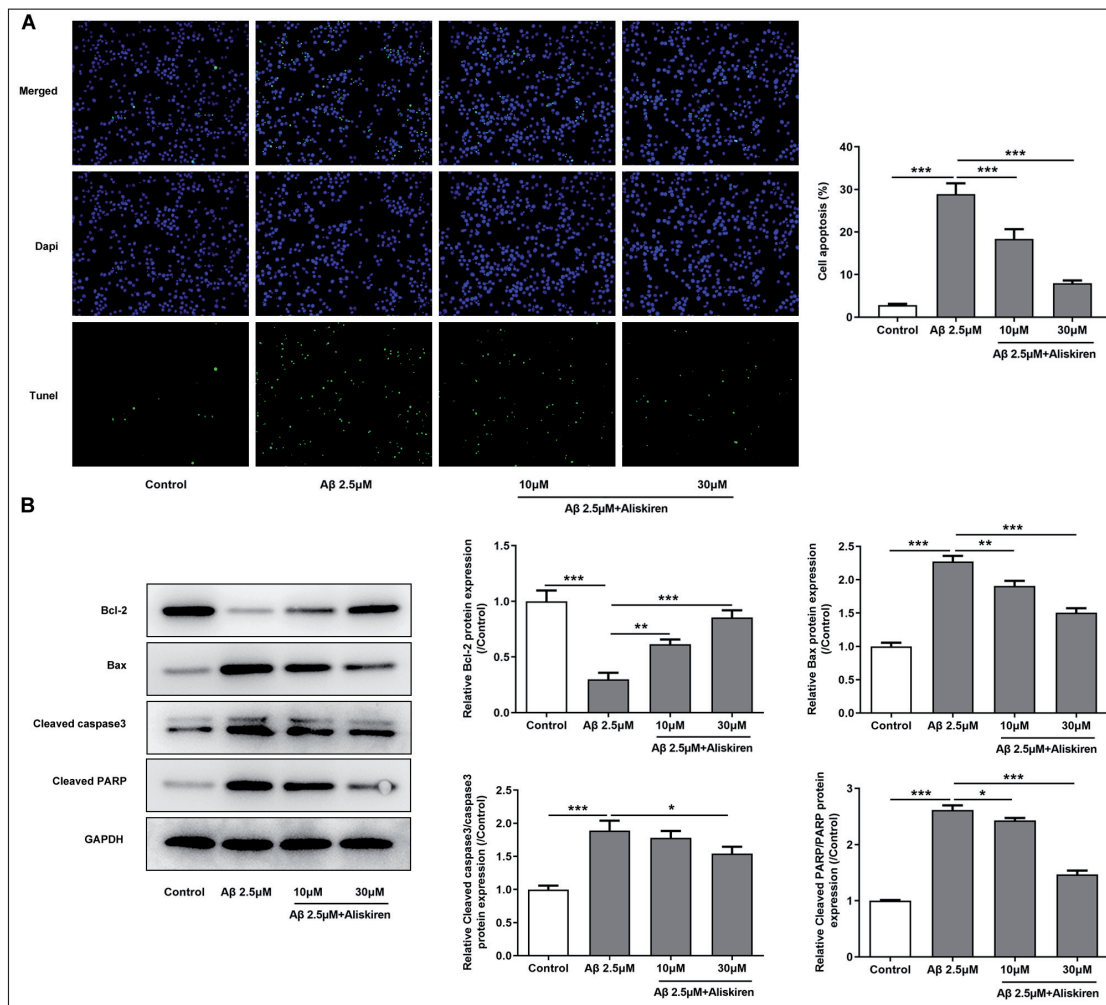 A
Merged
Dapi
Tunel
Control
Aβ 2.5µM
10µM
30µM
Aβ 2.5µM+Aliskiren
Cell apoptosis (%)
40
30
20
10
0
***
***
***
Control
Aβ 2.5µM
10µM
30µM
Aβ 2.5µM+Aliskiren
B
Bcl-2
Bax
Cleaved caspase3
Cleaved PARP
GAPDH
Control
Aβ 2.5µM
10µM
30µM
Aβ 2.5µM+Aliskiren
Relative Bcl-2 protein expression
(/Control)
1.5
1.0
0.5
0.0
***
***
**
Control
Aβ 2.5µM
10µM
30µM
Aβ 2.5µM+Aliskiren
Relative Bax protein expression
(/Control)
2.5
2.0
1.5
1.0
0.5
0.0
***
***
**
Control
Aβ 2.5µM
10µM
30µM
Aβ 2.5µM+Aliskiren
Relative Cleaved caspase3/caspase3
protein expression (/Control)
2.5
2.0
1.5
1.0
0.5
0.0
***
*
Control
Aβ 2.5µM
10µM
30µM
Aβ 2.5µM+Aliskiren
Relative Cleaved PARP/PARP protein
expression (/Control)
3
2
1
0
***
***
*
Control
Aβ 2.5µM
10µM
30µM
Aβ 2.5µM+Aliskiren